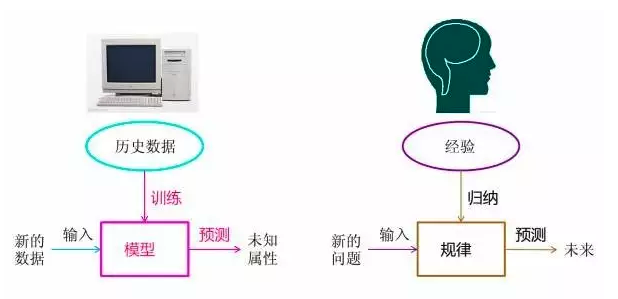 历史数据
训练
新的
数据
输入
模型
预测
未知
属性
经验
归纳
新的
问题
输入
规律
预测
未来